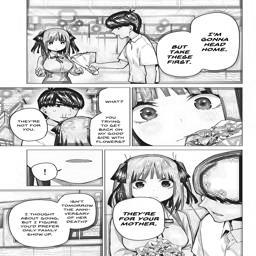 I'M
GONNA
HEAD
HOME.
BUT
TAKE
THESE
FIRST.
WHAT?
YOU
TRYING TO
GET BACK
ON MY
GOOD SIDE
WITH
FLOWERS?
THEY'RE
NOT FOR
YOU.
!
THEY'RE
FOR YOUR
MOTHER.
ISN'T
TOMORROW
THE ANNI-
VERSARY
OF HER
DEATH?
I THOUGHT
ABOUT GOING,
BUT I FIGURED
YOU'D PREFER
ONLY FAMILY
SHOW UP.